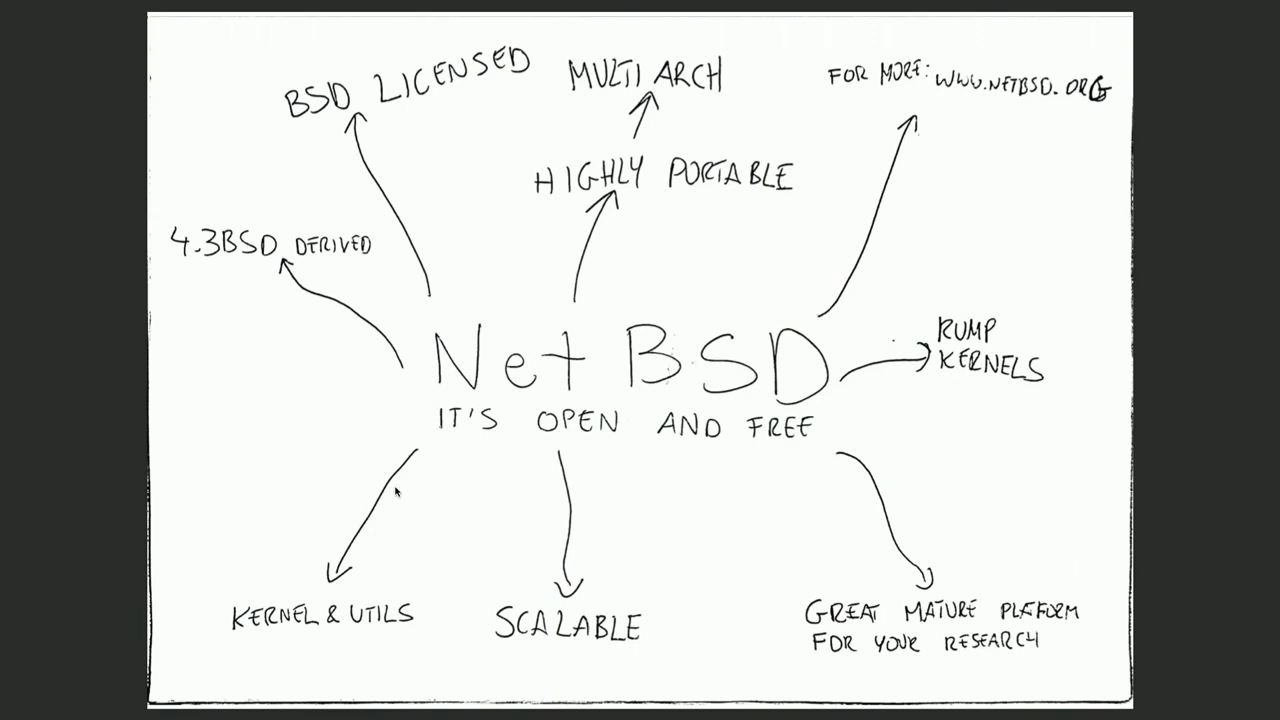 BSD LICENSED
MULTI ARCH
FOR MORE: WWW.NETBSD.ORG
HIGHLY PORTABLE
4.3BSD DERIVED
NetBSD
IT'S OPEN AND FREE
RUMP
KERNELS
KERNEL & UTILS
SCALABLE
GREAT MATURE PLATFORM
FOR YOUR RESEARCH